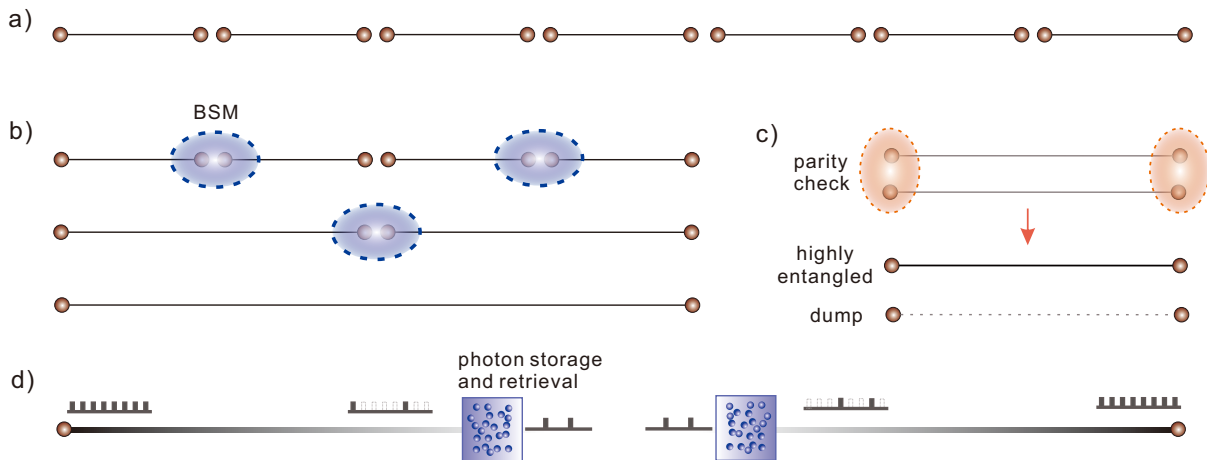 a)
b)
BSM
c)
parity
check
highly
entangled
dump
d)
photon storage
and retrieval